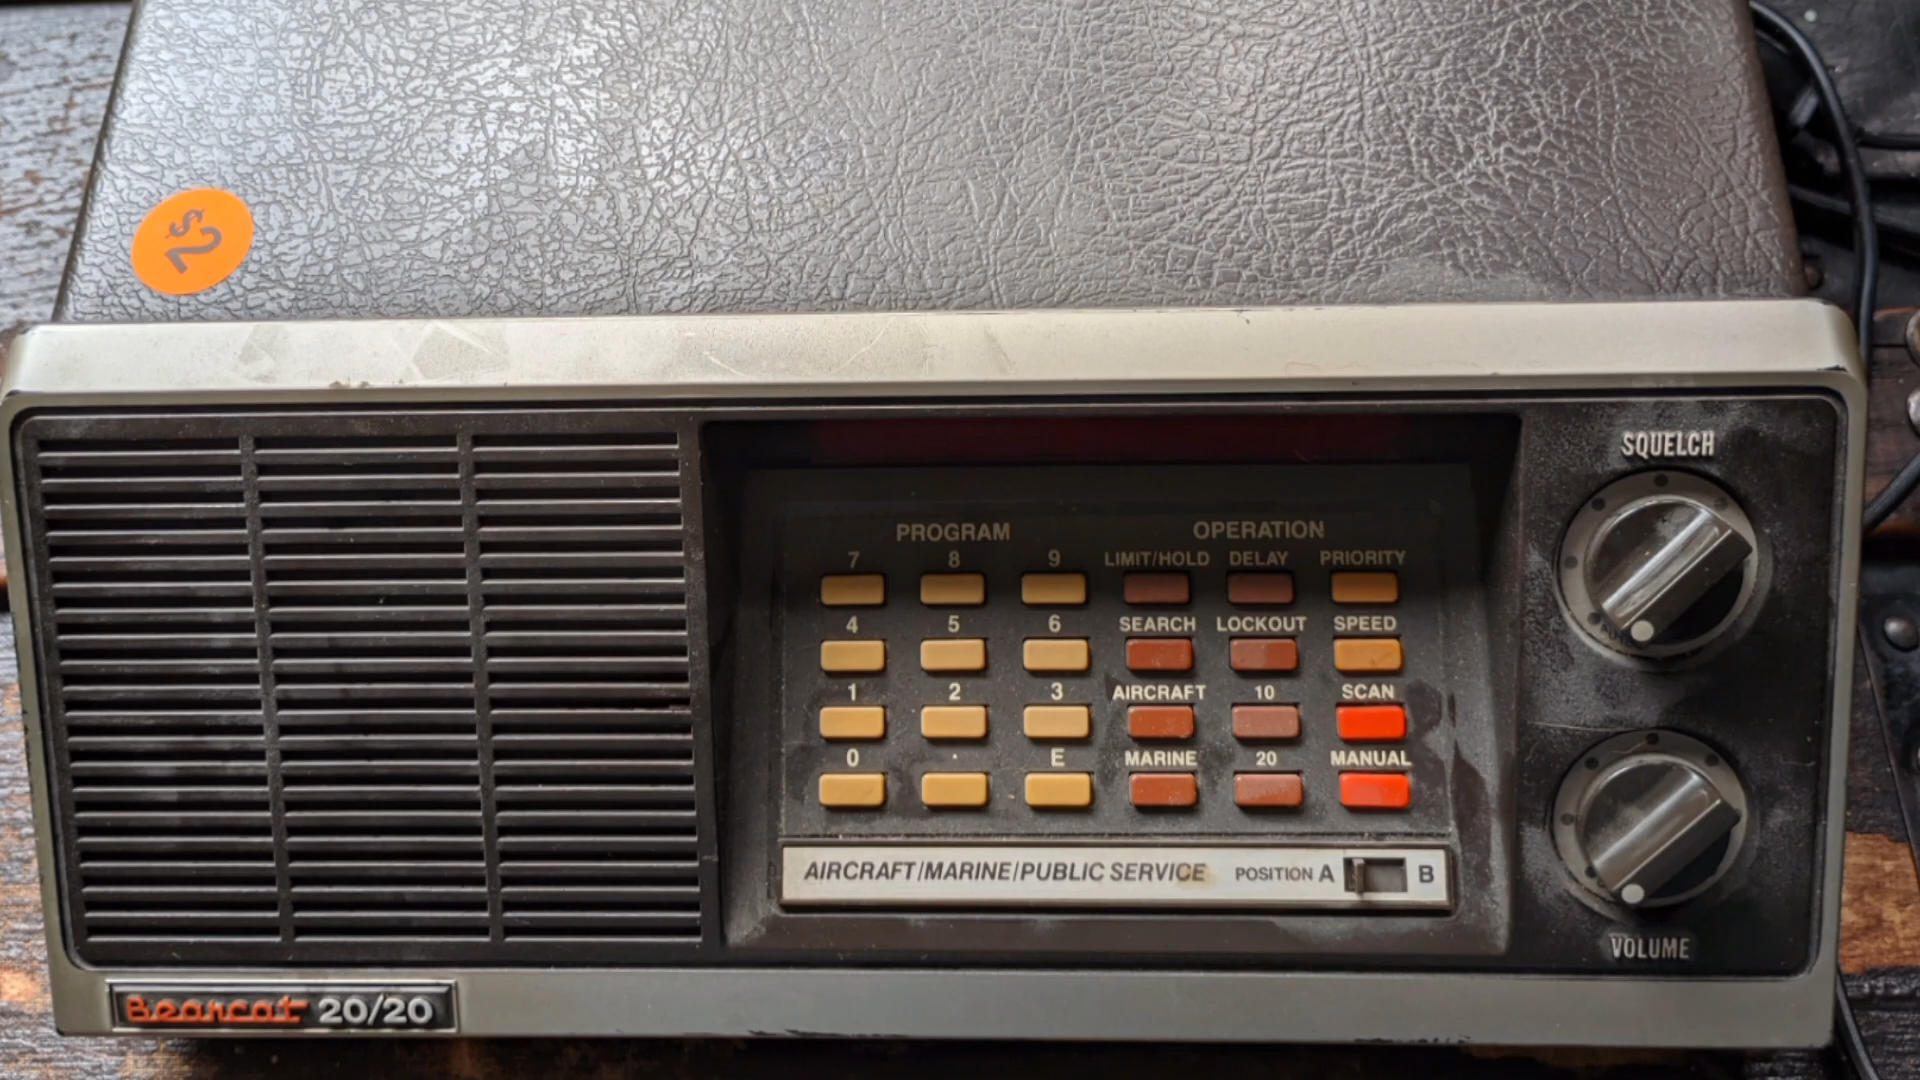 $2
SQUELCH
PROGRAM OPERATION
7 8 9 LIMIT/HOLD DELAY PRIORITY
4 5 6 SEARCH LOCKOUT SPEED
1 2 3 AIRCRAFT 10 SCAN
0 . E MARINE 20 MANUAL
AIRCRAFT/MARINE/PUBLIC SERVICE POSITION A B
VOLUME
Bearcat 20/20